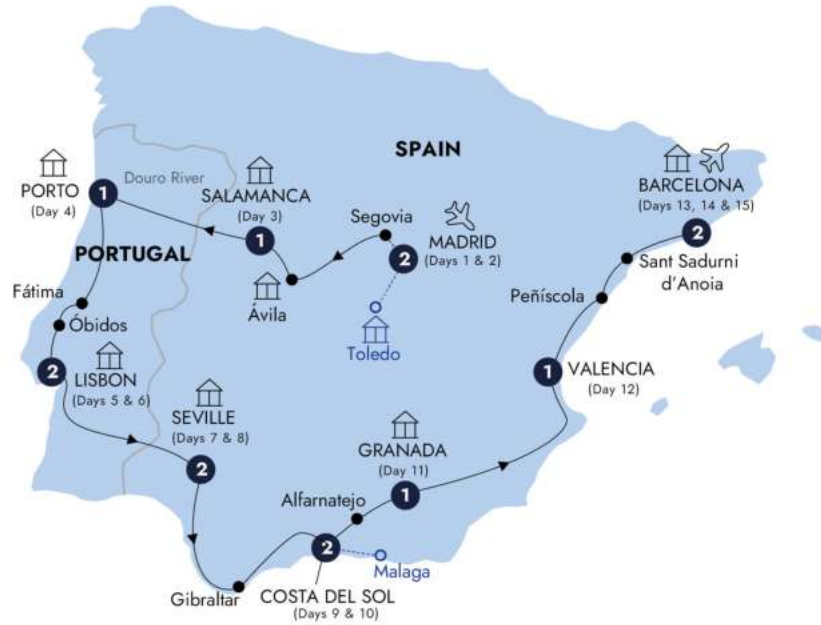 SPAIN
PORTO
(Day 4)
1
Douro River
SALAMANCA
(Day 3)
1
Segovia
MADRID
(Days 1 & 2)
2
BARCELONA
(Days 13, 14 & 15)
2
PORTUGAL
Ávila
Toledo
Sant Sadurni
d'Anoia
Peñíscola
Fátima
Óbidos
2
LISBON
(Days 5 & 6)
1
VALENCIA
(Day 12)
SEVILLE
(Days 7 & 8)
2
GRANADA
(Day 11)
1
Alfarnatejo
2
Malaga
Gibraltar
COSTA DEL SOL
(Days 9 & 10)